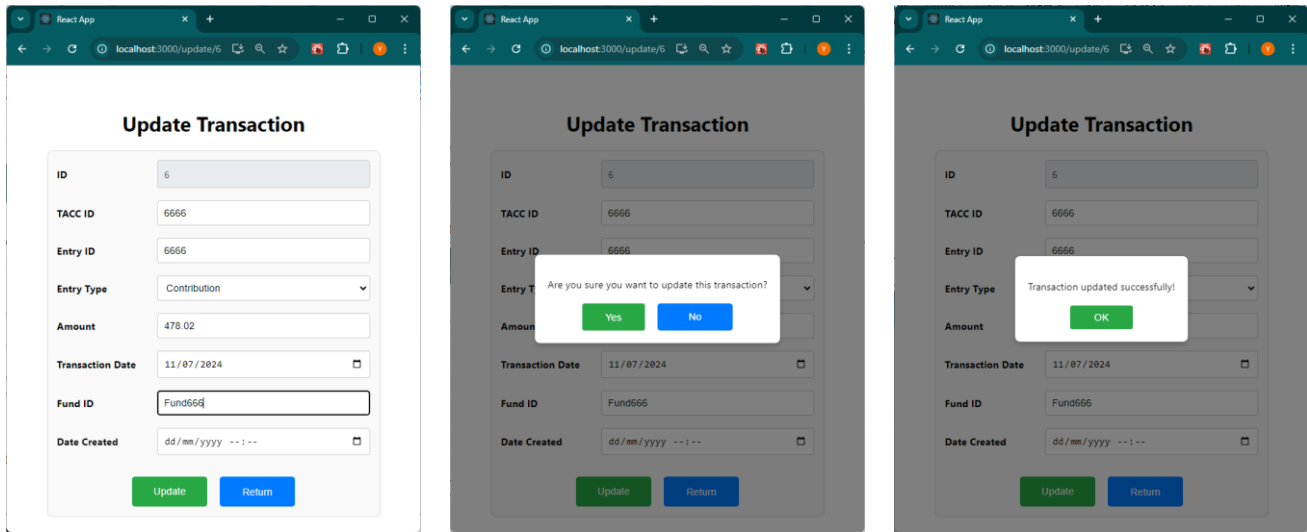 React App
localhost:3000/update/6
Y
Update Transaction
ID
6
TACC ID
6666
Entry ID
6666
Entry Type
Contribution
Amount
478.02
Transaction Date
11/07/2024
Fund ID
Fund666
Date Created
dd/mm/yyyy --:--
Update
Return
React App
localhost:3000/update/6
Y
Update Transaction
ID
6
TACC ID
6666
Entry ID
6666
Entry T
Are you sure you want to update this transaction?
Yes
No
Amoun
Transaction Date
11/07/2024
Fund ID
Fund666
Date Created
dd/mm/yyyy --:--
Update
Return
React App
localhost:3000/update/6
Y
Update Transaction
ID
6
TACC ID
6666
Entry ID
6666
Entry Type
Transaction updated successfully!
OK
Amount
Transaction Date
11/07/2024
Fund ID
Fund666
Date Created
dd/mm/yyyy --:--
Update
Return